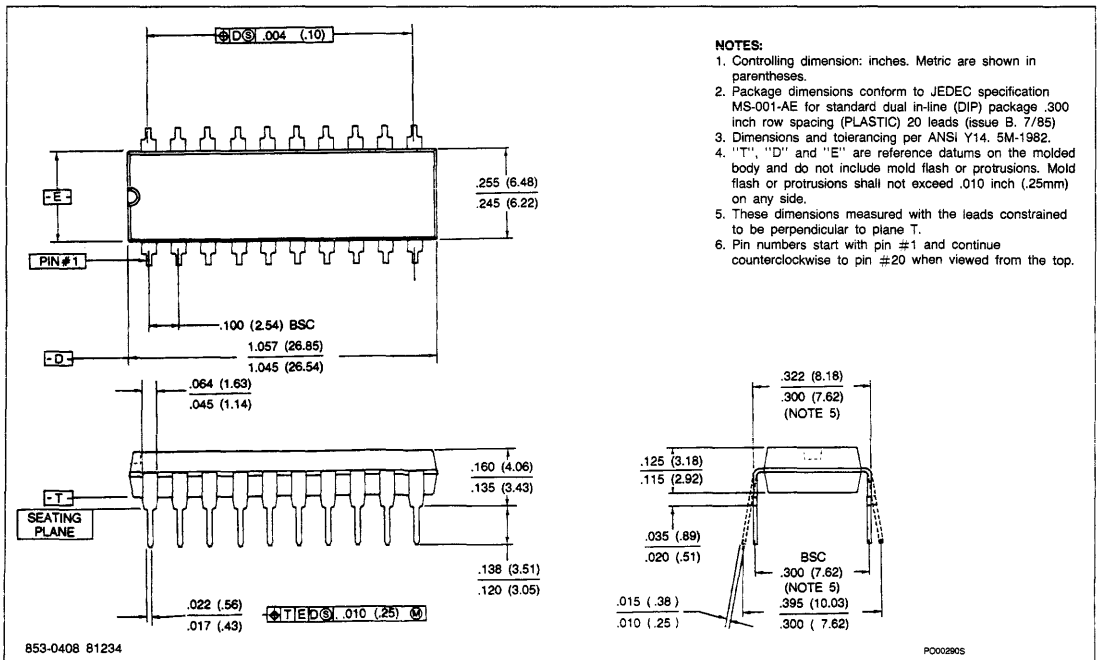 ⌖ D Ⓢ .004 (.10)
-E-
PIN#1
.255 (6.48)
.245 (6.22)
.100 (2.54) BSC
-D-
1.057 (26.85)
1.045 (26.54)
.064 (1.63)
.045 (1.14)
.160 (4.06)
.135 (3.43)
-T-
SEATING
PLANE
.138 (3.51)
.120 (3.05)
.022 (.56)
.017 (.43)
⌖ T E D Ⓢ .010 (.25) Ⓜ
853-0408 81234
NOTES:
1. Controlling dimension: inches. Metric are shown in
parentheses.
2. Package dimensions conform to JEDEC specification
MS-001-AE for standard dual in-line (DIP) package .300
inch row spacing (PLASTIC) 20 leads (issue B. 7/85)
3. Dimensions and tolerancing per ANSI Y14. 5M-1982.
4. "T", "D" and "E" are reference datums on the molded
body and do not include mold flash or protrusions. Mold
flash or protrusions shall not exceed .010 inch (.25mm)
on any side.
5. These dimensions measured with the leads constrained
to be perpendicular to plane T.
6. Pin numbers start with pin #1 and continue
counterclockwise to pin #20 when viewed from the top.
.322 (8.18)
.300 (7.62)
(NOTE 5)
.125 (3.18)
.115 (2.92)
.035 (.89)
.020 (.51)
BSC
.300 (7.62)
(NOTE 5)
.015 (.38)
.010 (.25)
.395 (10.03)
.300 (7.62)
PO00290S